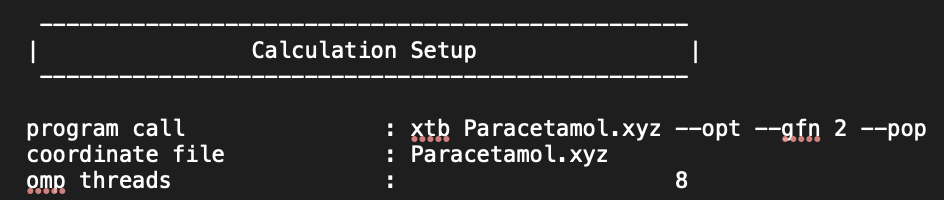 -------------------------------------------------
|                Calculation Setup                |
-------------------------------------------------
program call               : xtb Paracetamol.xyz --opt --gfn 2 --pop
coordinate file            : Paracetamol.xyz
omp threads                :                     8